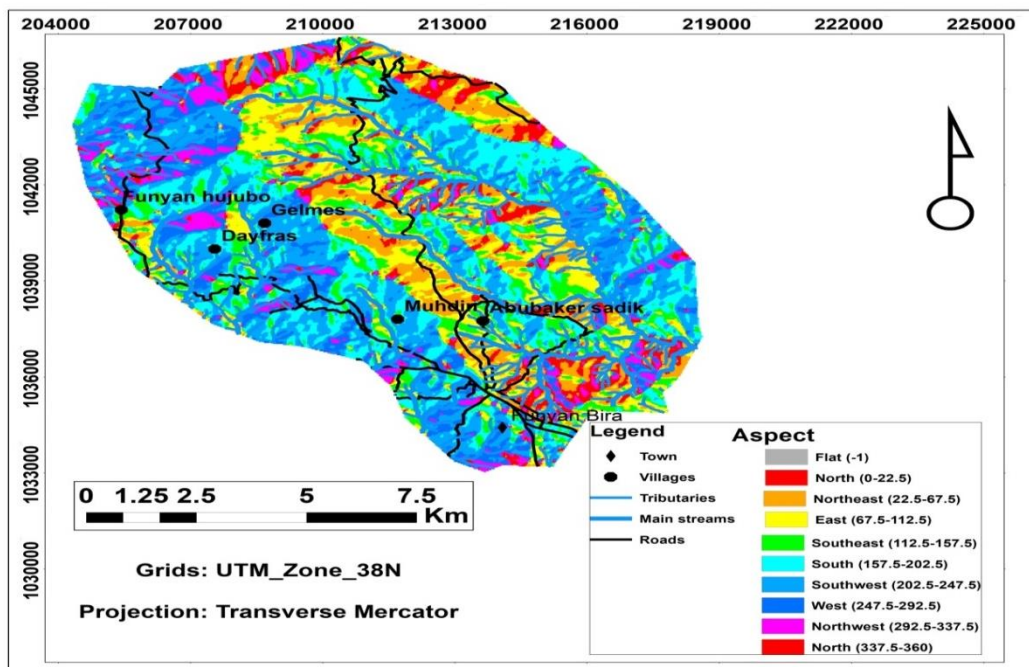 204000 207000 210000 213000 216000 219000 222000 225000
1045000
1042000
1039000
1036000
1033000
1030000
Funyan hujubo
Gelmes
Dayfras
Muhdin
Abubaker sadik
Funyan Bira
0 1.25 2.5 5 7.5
Km
Grids: UTM_Zone_38N
Projection: Transverse Mercator
Legend
Town
Villages
Tributaries
Main streams
Roads
Aspect
Flat (-1)
North (0-22.5)
Northeast (22.5-67.5)
East (67.5-112.5)
Southeast (112.5-157.5)
South (157.5-202.5)
Southwest (202.5-247.5)
West (247.5-292.5)
Northwest (292.5-337.5)
North (337.5-360)